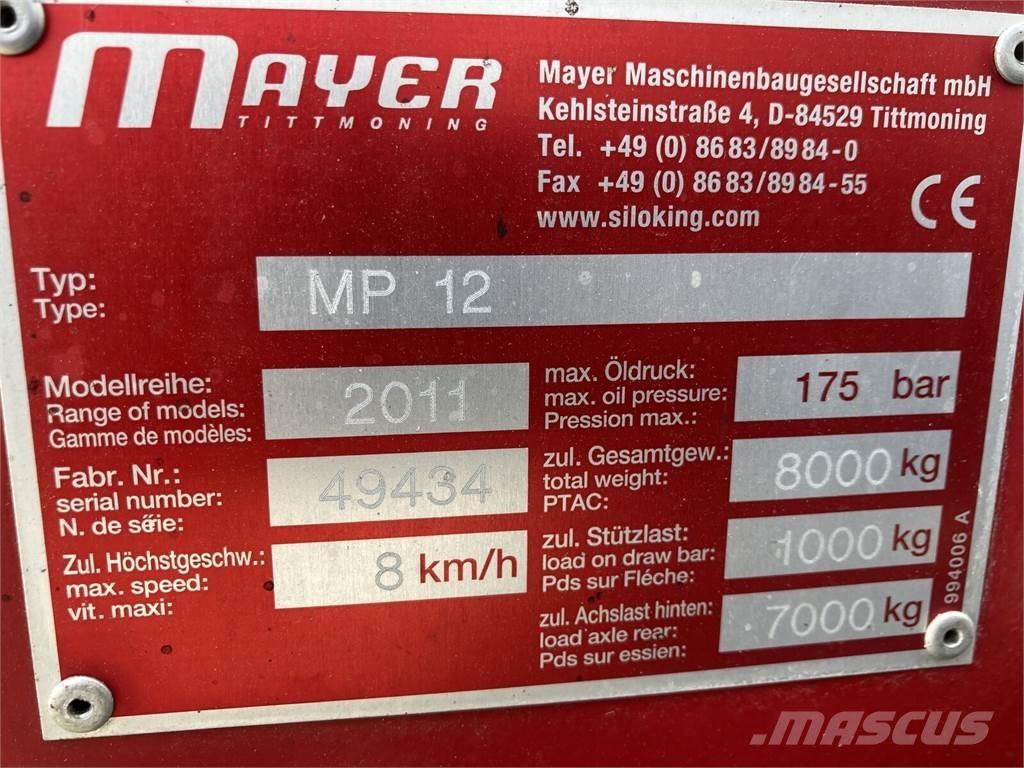 MAYER
TITTMONING
Mayer Maschinenbaugesellschaft mbH
Kehlsteinstraße 4, D-84529 Tittmoning
Tel. +49 (0) 86 83/89 84-0
Fax +49 (0) 86 83/89 84-55
www.siloking.com
CE
Typ:
Type:
MP 12
Modellreihe:
Range of models:
Gamme de modèles:
2011
max. Öldruck:
max. oil pressure:
Pression max.:
175 bar
Fabr. Nr.:
serial number:
N. de série:
49434
zul. Gesamtgew.:
total weight:
PTAC:
8000 kg
Zul. Höchstgeschw.:
max. speed:
vit. maxi:
8 km/h
zul. Stützlast:
load on draw bar:
Pds sur Fléche:
1000 kg
zul. Achslast hinten:
load axle rear:
Pds sur essien:
7000 kg
994006 A
MASCUS